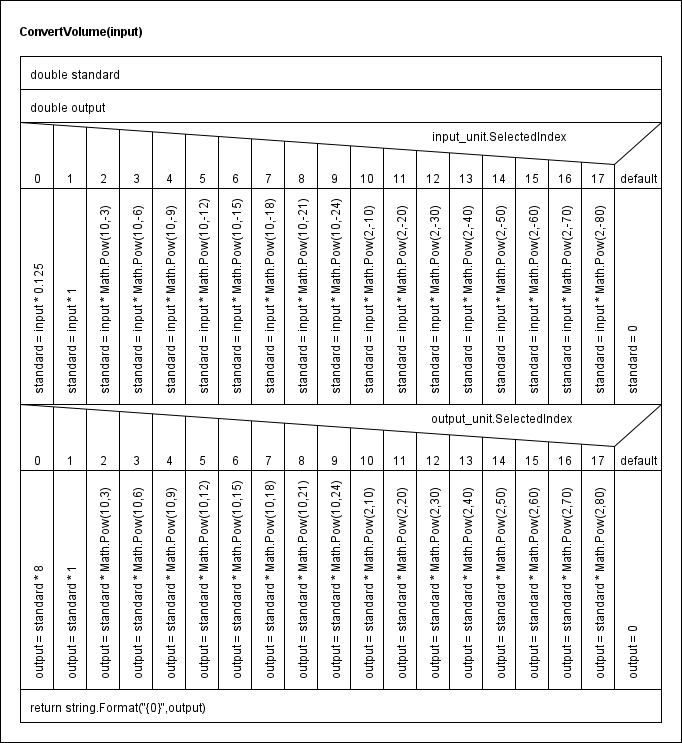 ConvertVolume(input)
double standard
double output
input_unit.SelectedIndex
0 1 2 3 4 5 6 7 8 9 10 11 12 13 14 15 16 17 default
standard = input * 0.125
standard = input * 1
standard = input * Math.Pow(10,-3)
standard = input * Math.Pow(10,-6)
standard = input * Math.Pow(10,-9)
standard = input * Math.Pow(10,-12)
standard = input * Math.Pow(10,-15)
standard = input * Math.Pow(10,-18)
standard = input * Math.Pow(10,-21)
standard = input * Math.Pow(10,-24)
standard = input * Math.Pow(2,-10)
standard = input * Math.Pow(2,-20)
standard = input * Math.Pow(2,-30)
standard = input * Math.Pow(2,-40)
standard = input * Math.Pow(2,-50)
standard = input * Math.Pow(2,-60)
standard = input * Math.Pow(2,-70)
standard = input * Math.Pow(2,-80)
standard = 0
output_unit.SelectedIndex
0 1 2 3 4 5 6 7 8 9 10 11 12 13 14 15 16 17 default
output = standard * 8
output = standard * 1
output = standard * Math.Pow(10,3)
output = standard * Math.Pow(10,6)
output = standard * Math.Pow(10,9)
output = standard * Math.Pow(10,12)
output = standard * Math.Pow(10,15)
output = standard * Math.Pow(10,18)
output = standard * Math.Pow(10,21)
output = standard * Math.Pow(10,24)
output = standard * Math.Pow(2,10)
output = standard * Math.Pow(2,20)
output = standard * Math.Pow(2,30)
output = standard * Math.Pow(2,40)
output = standard * Math.Pow(2,50)
output = standard * Math.Pow(2,60)
output = standard * Math.Pow(2,70)
output = standard * Math.Pow(2,80)
output = 0
return string.Format("{0}",output)